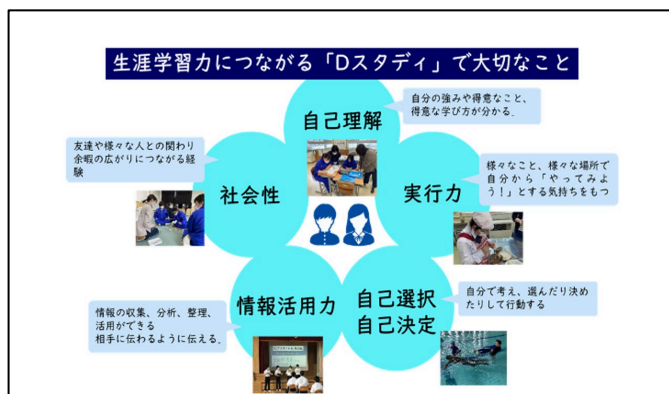 生涯学習力につながる「Dスタディ」で大切なこと
自己理解
自分の強みや得意なこと、
得意な学び方が分かる。
友達や様々な人との関わり
余暇の広がりにつながる経
験
社会性
様々なこと、様々な場所で
自分から「やってみよ
う！」とする気持ちをもつ
実行力
情報活用力
情報の収集、分析、整理、
活用ができる
相手に伝わるように伝える。
自己選択
自己決定
自分で考え、選んだり決め
たりして行動する